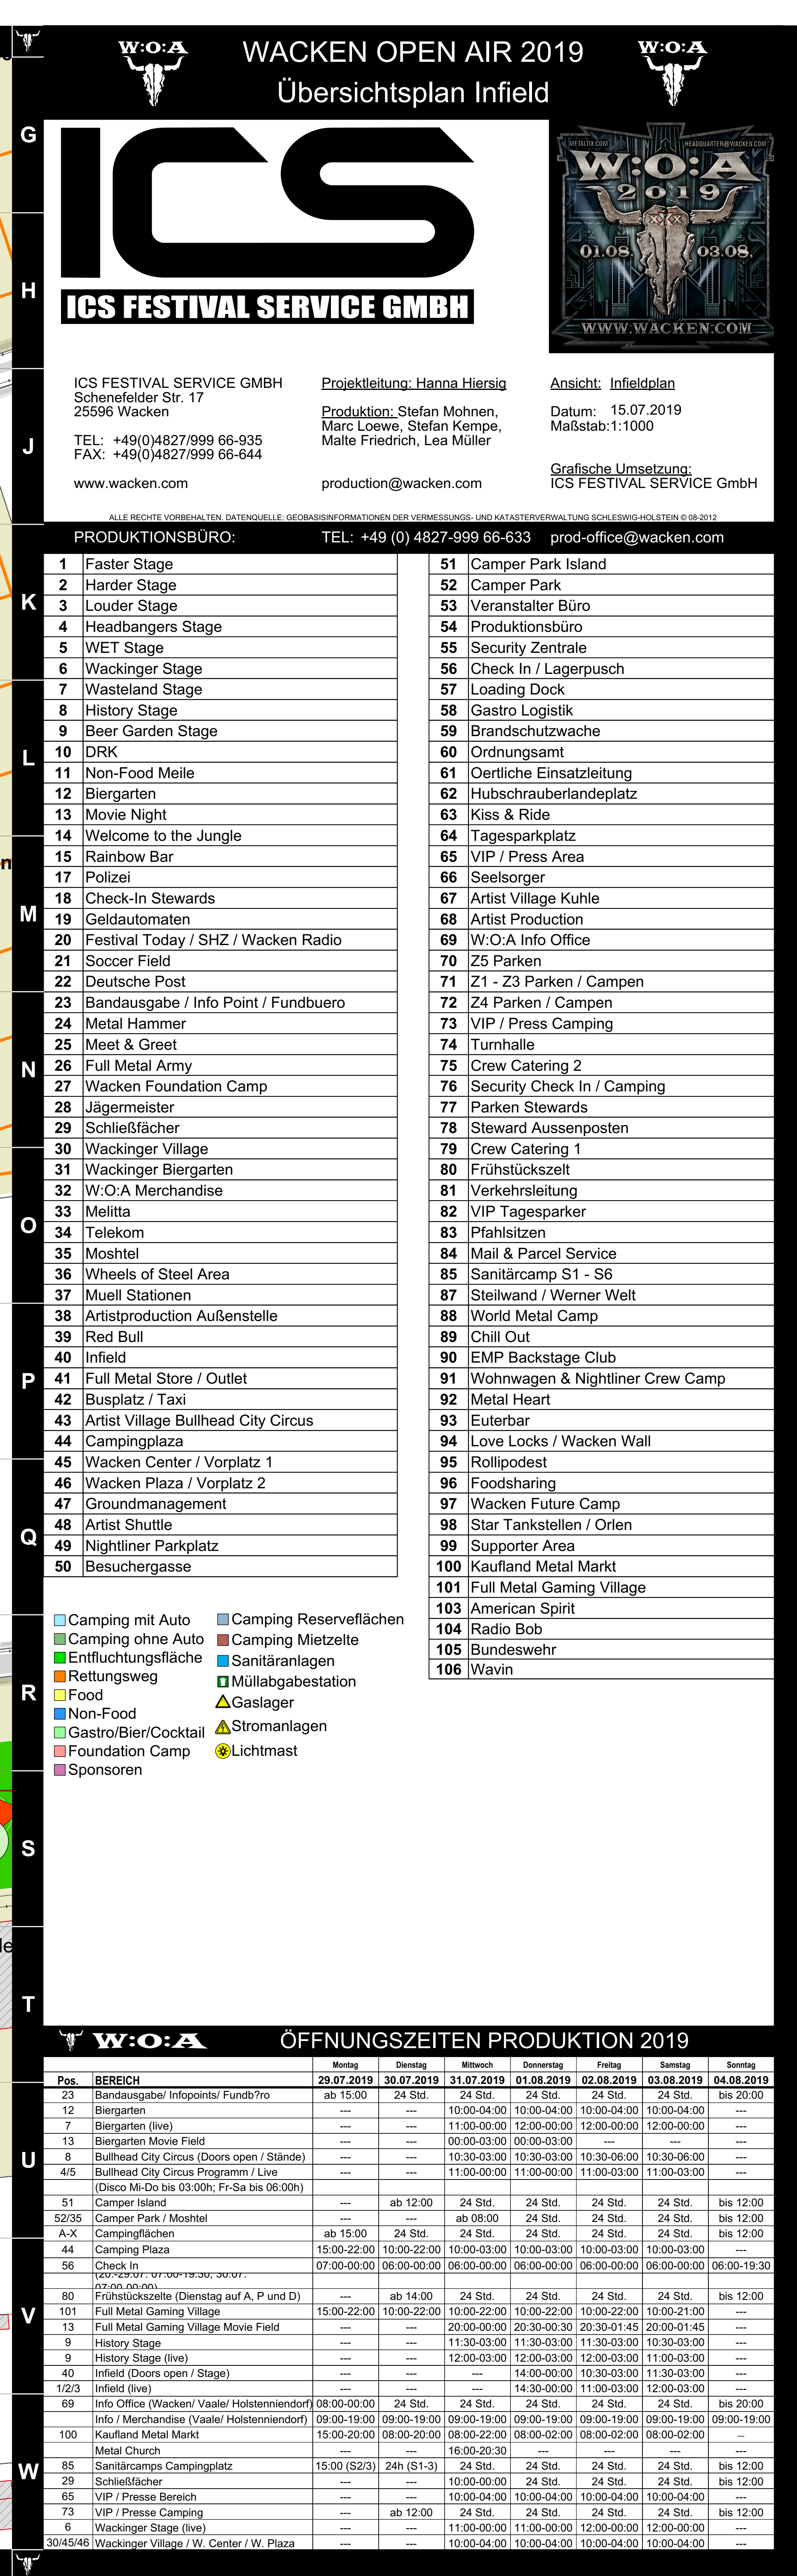 W:O:A
WACKEN OPEN AIR 2019
W:O:A
Übersichtsplan Infield
G
H
J
K
L
M
N
O
P
Q
R
S
T
U
V
W
ICS
ICS FESTIVAL SERVICE GMBH
METALTIX.COM
HEADQUARTER@WACKEN.COM
W:O:A
2019
01.08.
03.08.
WWW.WACKEN.COM
ICS FESTIVAL SERVICE GMBH
Schenefelder Str. 17
25596 Wacken
TEL: +49(0)4827/999 66-935
FAX: +49(0)4827/999 66-644
www.wacken.com
Projektleitung: Hanna Hiersig
Produktion: Stefan Mohnen,
Marc Loewe, Stefan Kempe,
Malte Friedrich, Lea Müller
production@wacken.com
Ansicht: Infieldplan
Datum: 15.07.2019
Maßstab:1:1000
Grafische Umsetzung:
ICS FESTIVAL SERVICE GmbH
ALLE RECHTE VORBEHALTEN. DATENQUELLE: GEOBASISINFORMATIONEN DER VERMESSUNGS- UND KATASTERVERWALTUNG SCHLESWIG-HOLSTEIN © 08-2012
PRODUKTIONSBÜRO: TEL: +49 (0) 4827-999 66-633 prod-office@wacken.com
1 Faster Stage
2 Harder Stage
3 Louder Stage
4 Headbangers Stage
5 WET Stage
6 Wackinger Stage
7 Wasteland Stage
8 History Stage
9 Beer Garden Stage
10 DRK
11 Non-Food Meile
12 Biergarten
13 Movie Night
14 Welcome to the Jungle
15 Rainbow Bar
17 Polizei
18 Check-In Stewards
19 Geldautomaten
20 Festival Today / SHZ / Wacken Radio
21 Soccer Field
22 Deutsche Post
23 Bandausgabe / Info Point / Fundbuero
24 Metal Hammer
25 Meet & Greet
26 Full Metal Army
27 Wacken Foundation Camp
28 Jägermeister
29 Schließfächer
30 Wackinger Village
31 Wackinger Biergarten
32 W:O:A Merchandise
33 Melitta
34 Telekom
35 Moshtel
36 Wheels of Steel Area
37 Muell Stationen
38 Artistproduction Außenstelle
39 Red Bull
40 Infield
41 Full Metal Store / Outlet
42 Busplatz / Taxi
43 Artist Village Bullhead City Circus
44 Campingplaza
45 Wacken Center / Vorplatz 1
46 Wacken Plaza / Vorplatz 2
47 Groundmanagement
48 Artist Shuttle
49 Nightliner Parkplatz
50 Besuchergasse
51 Camper Park Island
52 Camper Park
53 Veranstalter Büro
54 Produktionsbüro
55 Security Zentrale
56 Check In / Lagerpusch
57 Loading Dock
58 Gastro Logistik
59 Brandschutzwache
60 Ordnungsamt
61 Oertliche Einsatzleitung
62 Hubschrauberlandeplatz
63 Kiss & Ride
64 Tagesparkplatz
65 VIP / Press Area
66 Seelsorger
67 Artist Village Kuhle
68 Artist Production
69 W:O:A Info Office
70 Z5 Parken
71 Z1 - Z3 Parken / Campen
72 Z4 Parken / Campen
73 VIP / Press Camping
74 Turnhalle
75 Crew Catering 2
76 Security Check In / Camping
77 Parken Stewards
78 Steward Aussenposten
79 Crew Catering 1
80 Frühstückszelt
81 Verkehrsleitung
82 VIP Tagesparker
83 Pfahlsitzen
84 Mail & Parcel Service
85 Sanitärcamp S1 - S6
87 Steilwand / Werner Welt
88 World Metal Camp
89 Chill Out
90 EMP Backstage Club
91 Wohnwagen & Nightliner Crew Camp
92 Metal Heart
93 Euterbar
94 Love Locks / Wacken Wall
95 Rollipodest
96 Foodsharing
97 Wacken Future Camp
98 Star Tankstellen / Orlen
99 Supporter Area
100 Kaufland Metal Markt
101 Full Metal Gaming Village
103 American Spirit
104 Radio Bob
105 Bundeswehr
106 Wavin
Camping mit Auto
Camping ohne Auto
Entfluchtungsfläche
Rettungsweg
Food
Non-Food
Gastro/Bier/Cocktail
Foundation Camp
Sponsoren
Camping Reserveflächen
Camping Mietzelte
Sanitäranlagen
Müllabgabestation
Gaslager
Stromanlagen
Lichtmast
W:O:A ÖFFNUNGSZEITEN PRODUKTION 2019
Montag Dienstag Mittwoch Donnerstag Freitag Samstag Sonntag
Pos. BEREICH 29.07.2019 30.07.2019 31.07.2019 01.08.2019 02.08.2019 03.08.2019 04.08.2019
23 Bandausgabe/ Infopoints/ Fundb?ro ab 15:00 24 Std. 24 Std. 24 Std. 24 Std. 24 Std. bis 20:00
12 Biergarten --- --- 10:00-04:00 10:00-04:00 10:00-04:00 10:00-04:00 ---
7 Biergarten (live) --- --- 11:00-00:00 12:00-00:00 12:00-00:00 12:00-00:00 ---
13 Biergarten Movie Field --- --- 00:00-03:00 00:00-03:00 --- --- ---
8 Bullhead City Circus (Doors open / Stände) --- --- 10:30-03:00 10:30-03:00 10:30-06:00 10:30-06:00 ---
4/5 Bullhead City Circus Programm / Live --- --- 11:00-00:00 11:00-00:00 11:00-03:00 11:00-03:00 ---
(Disco Mi-Do bis 03:00h; Fr-Sa bis 06:00h)
51 Camper Island --- ab 12:00 24 Std. 24 Std. 24 Std. 24 Std. bis 12:00
52/35 Camper Park / Moshtel --- --- ab 08:00 24 Std. 24 Std. 24 Std. bis 12:00
A-X Campingflächen ab 15:00 24 Std. 24 Std. 24 Std. 24 Std. 24 Std. bis 12:00
44 Camping Plaza 15:00-22:00 10:00-22:00 10:00-03:00 10:00-03:00 10:00-03:00 10:00-03:00 ---
56 Check In 07:00-00:00 06:00-00:00 06:00-00:00 06:00-00:00 06:00-00:00 06:00-00:00 06:00-19:30
(20.-29.07. 07:00-19:30, 30.07.
07:00-00:00)
80 Frühstückszelte (Dienstag auf A, P und D) --- ab 14:00 24 Std. 24 Std. 24 Std. 24 Std. bis 12:00
101 Full Metal Gaming Village 15:00-22:00 10:00-22:00 10:00-22:00 10:00-22:00 10:00-22:00 10:00-21:00 ---
13 Full Metal Gaming Village Movie Field --- --- 20:00-00:00 20:30-00:30 20:30-01:45 20:00-01:45 ---
9 History Stage --- --- 11:30-03:00 11:30-03:00 11:30-03:00 10:30-03:00 ---
9 History Stage (live) --- --- 12:00-03:00 12:00-03:00 12:00-03:00 11:00-03:00 ---
40 Infield (Doors open / Stage) --- --- --- 14:00-00:00 10:30-03:00 11:30-03:00 ---
1/2/3 Infield (live) --- --- --- 14:30-00:00 11:00-03:00 12:00-03:00 ---
69 Info Office (Wacken/ Vaale/ Holstenniendorf) 08:00-00:00 24 Std. 24 Std. 24 Std. 24 Std. 24 Std. bis 20:00
Info / Merchandise (Vaale/ Holstenniendorf) 09:00-19:00 09:00-19:00 09:00-19:00 09:00-19:00 09:00-19:00 09:00-19:00 09:00-19:00
100 Kaufland Metal Markt 15:00-20:00 08:00-20:00 08:00-22:00 08:00-02:00 08:00-02:00 08:00-02:00 ---
Metal Church --- --- 16:00-20:30 --- --- --- ---
85 Sanitärcamps Campingplatz 15:00 (S2/3) 24h (S1-3) 24 Std. 24 Std. 24 Std. 24 Std. bis 12:00
29 Schließfächer --- --- 10:00-00:00 24 Std. 24 Std. 24 Std. bis 12:00
65 VIP / Presse Bereich --- --- 10:00-04:00 10:00-04:00 10:00-04:00 10:00-04:00 ---
73 VIP / Presse Camping --- ab 12:00 24 Std. 24 Std. 24 Std. 24 Std. bis 12:00
6 Wackinger Stage (live) --- --- 11:00-00:00 11:00-00:00 12:00-00:00 12:00-00:00 ---
30/45/46 Wackinger Village / W. Center / W. Plaza --- --- 10:00-04:00 10:00-04:00 10:00-04:00 10:00-04:00 ---